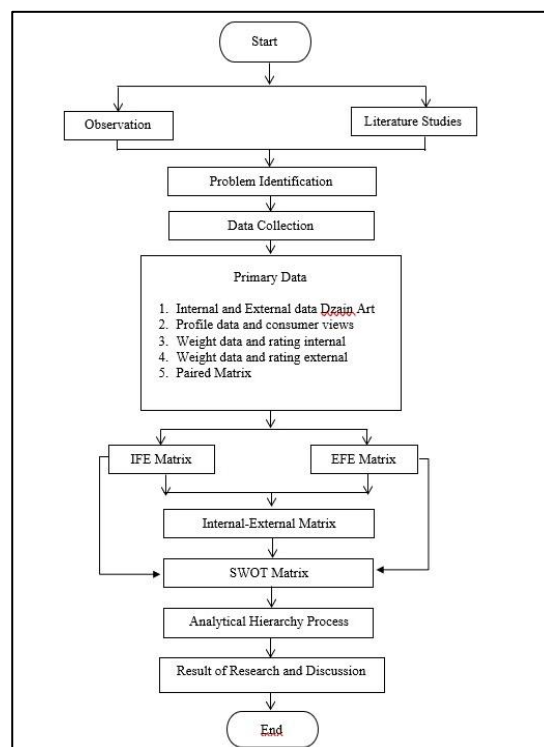 Start
Observation
Literature Studies
Problem Identification
Data Collection
Primary Data
1. Internal and External data Dzain Art
2. Profile data and consumer views
3. Weight data and rating internal
4. Weight data and rating external
5. Paired Matrix
IFE Matrix
EFE Matrix
Internal-External Matrix
SWOT Matrix
Analytical Hierarchy Process
Result of Research and Discussion
End